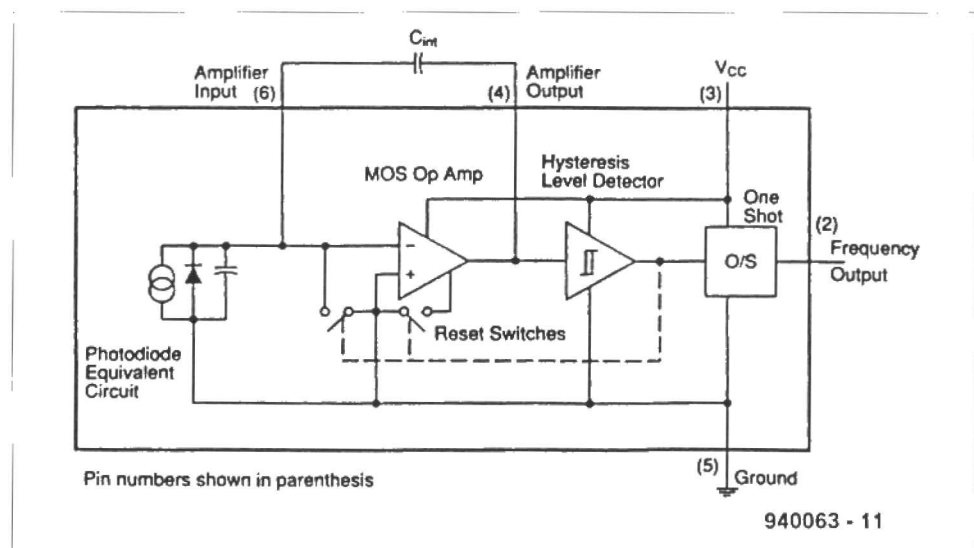 C int
Amplifier
Input (6)
(4) Amplifier
Output
VCC
(3)
MOS Op Amp
Hysteresis
Level Detector
One
Shot
(2)
Frequency
Output
O/S
−
+
Reset Switches
Photodiode
Equivalent
Circuit
(5)
Ground
Pin numbers shown in parenthesis
940063 - 11